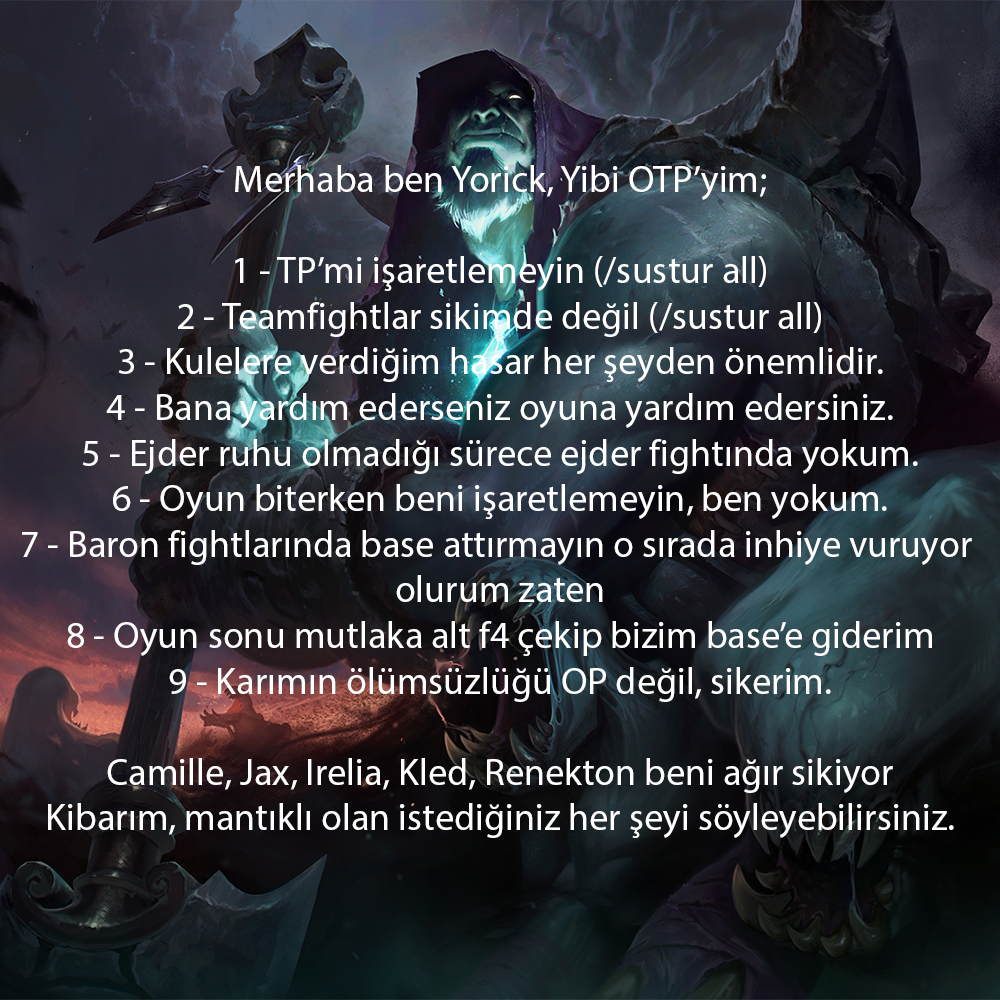 Merhaba ben Yorick, Yibi OTP’yim;
1 - TP’mi işaretlemeyin (/sustur all)
2 - Teamfightlar sikimde değil (/sustur all)
3 - Kulelere verdiğim hasar her şeyden önemlidir.
4 - Bana yardım ederseniz oyuna yardım edersiniz.
5 - Ejder ruhu olmadığı sürece ejder fightında yokum.
6 - Oyun biterken beni işaretlemeyin, ben yokum.
7 - Baron fightlarında base attırmayın o sırada inhiye vuruyor
olurum zaten
8 - Oyun sonu mutlaka alt f4 çekip bizim base’e giderim
9 - Karımın ölümsüzlüğü OP değil, sikerim.
Camille, Jax, Irelia, Kled, Renekton beni ağır sikiyor
Kibarım, mantıklı olan istediğiniz her şeyi söyleyebilirsiniz.